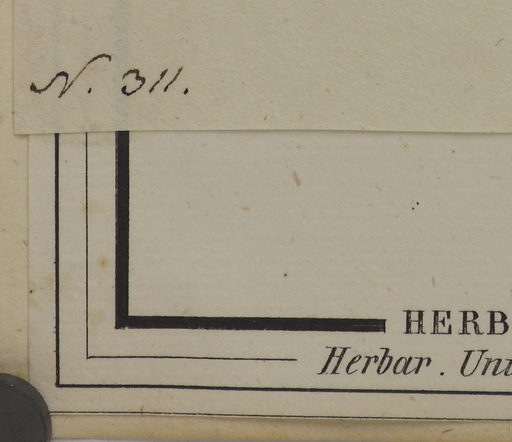 N. 311.
HERB
Herbar. Uni